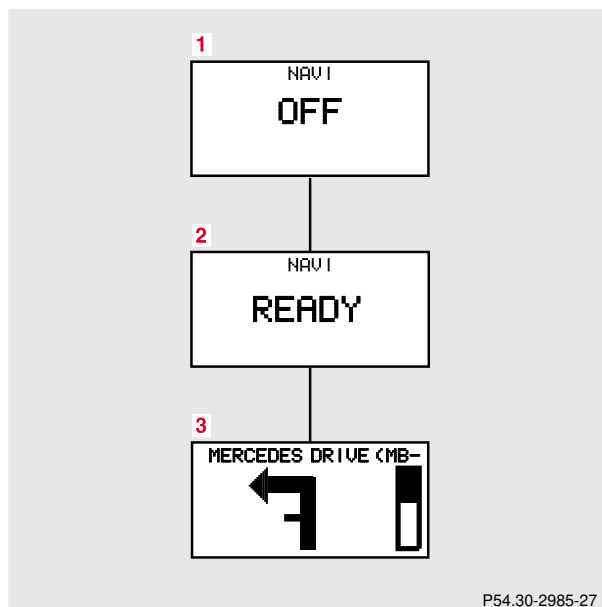 1
NAVI
OFF
2
NAVI
READY
3
MERCEDES DRIVE (MB-
P54.30-2985-27